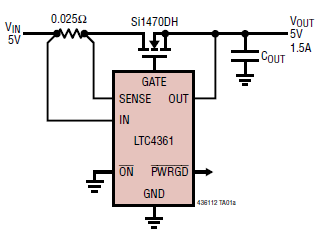 0.025Ω
Si1470DH
VIN
5V
VOUT
5V
1.5A
COUT
GATE
SENSE OUT
IN
LTC4361
ON PWRGD
GND
436112 TA01a